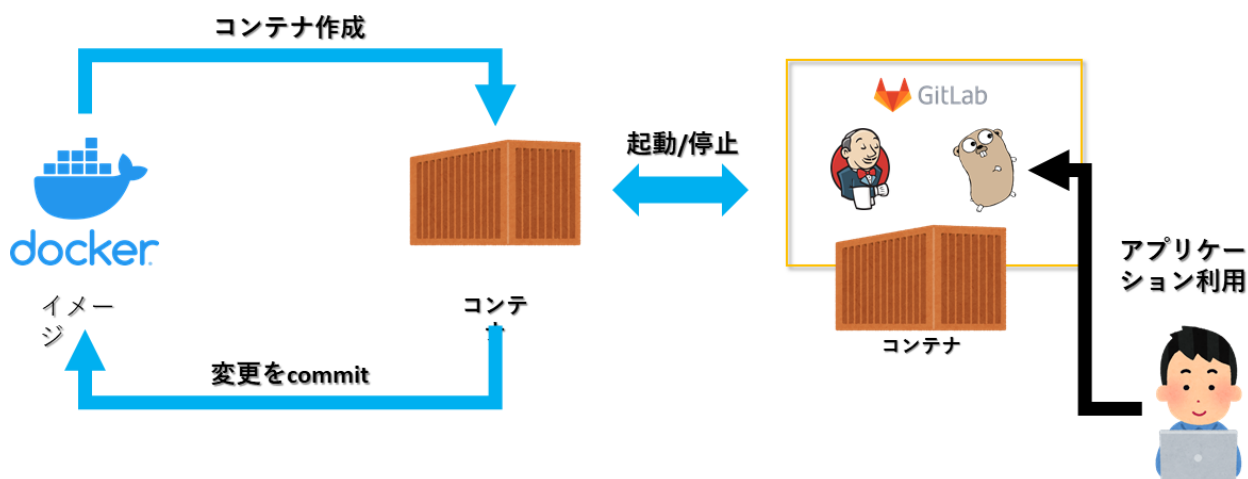 コンテナ作成
GitLab
起動/停止
docker
アプリケー
ション利用
イメー
ジ
コンテ
コンテナ
変更をcommit